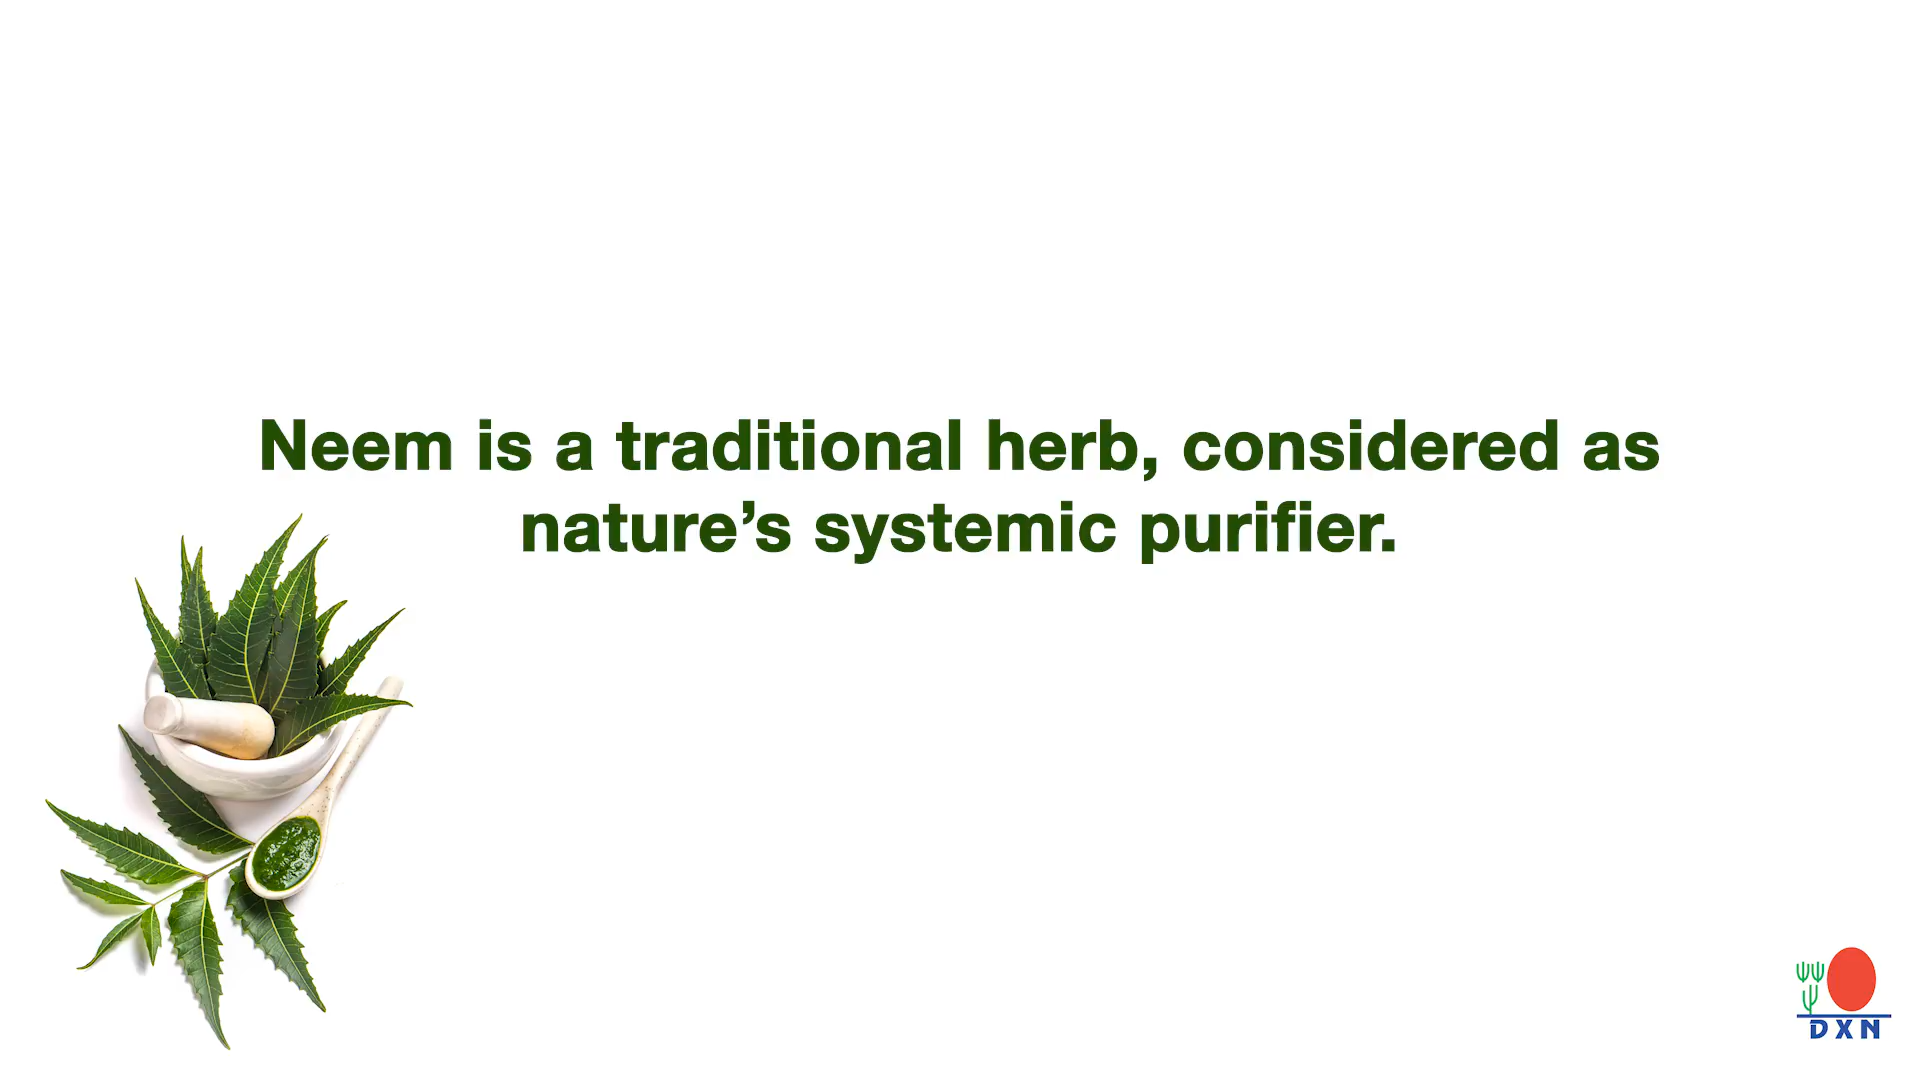 Neem is a traditional herb, considered as
nature’s systemic purifier.
DXN